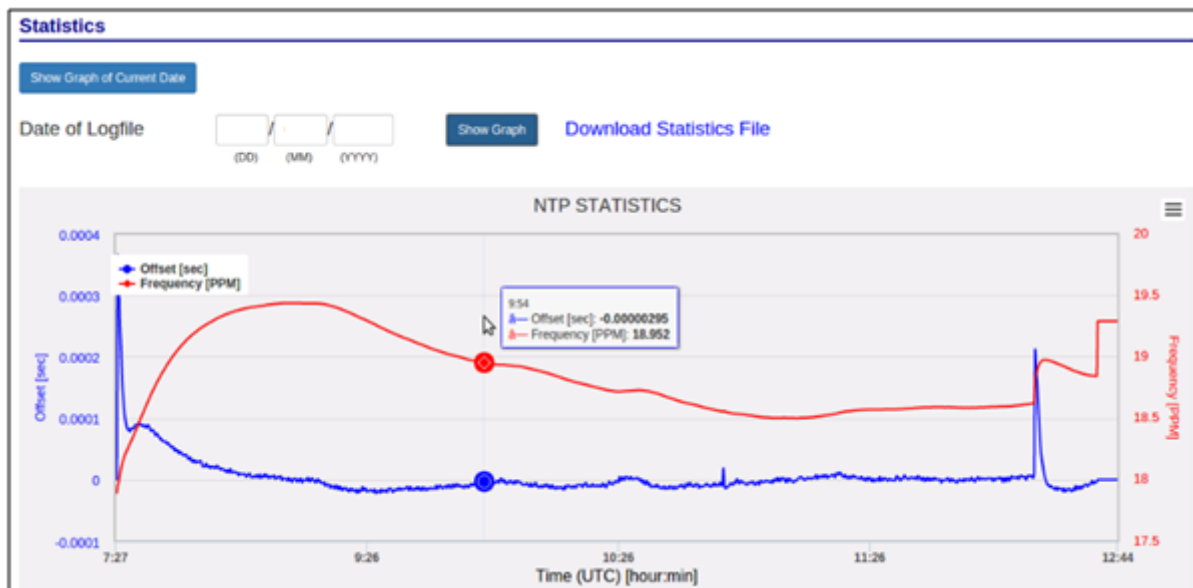 Statistics
Show Graph of Current Date
Date of Logfile / / Show Graph Download Statistics File
(DD) (MM) (YYYY)
NTP STATISTICS
0.0004 20
Offset [sec]
Frequency [PPM]
0.0003 19.5
9:54
Offset [sec]: -0.00000295
Frequency [PPM]: 18.952
0.0002 19
Offset [sec] Frequency [PPM]
0.0001 18.5
0 18
-0.0001 17.5
7:27 9:26 10:26 11:26 12:44
Time (UTC) [hour:min]